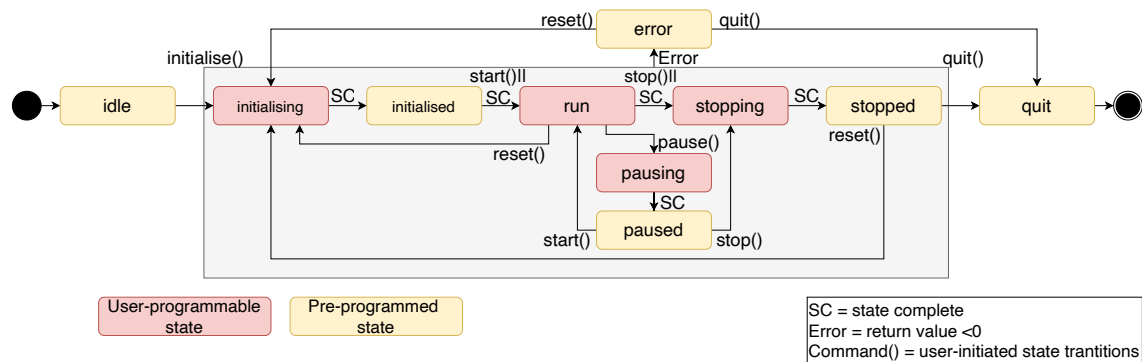 reset()
error
quit()
initialise()
Error
quit()
start()||
stop()||
idle
initialising
SC
initialised
SC
run
SC
stopping
SC
stopped
quit
reset()
pause()
reset()
pausing
SC
start()
paused
stop()
User-programmable
state
Pre-programmed
state
SC = state complete
Error = return value <0
Command() = user-initiated state trantitions